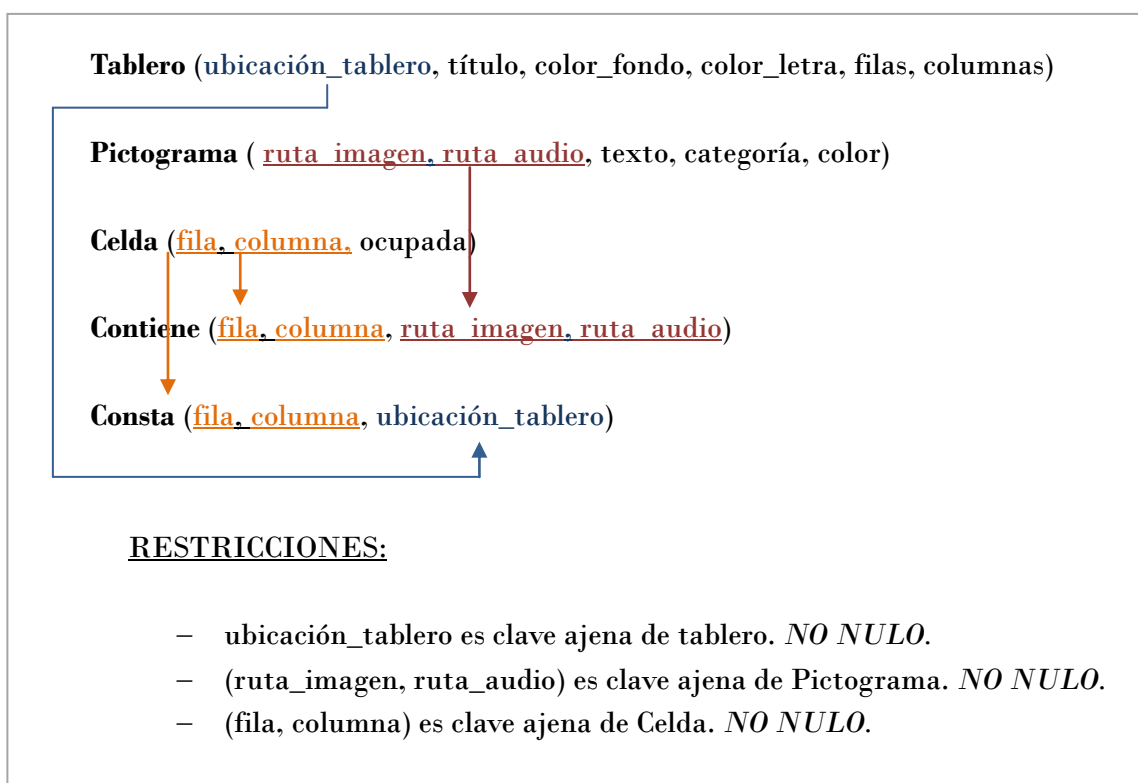 Tablero (ubicación_tablero, título, color_fondo, color_letra, filas, columnas)
Pictograma ( ruta_imagen, ruta_audio, texto, categoría, color)
Celda (fila, columna, ocupada)
Contiene (fila, columna, ruta_imagen, ruta_audio)
Consta (fila, columna, ubicación_tablero)
RESTRICCIONES:
– ubicación_tablero es clave ajena de tablero. NO NULO.
– (ruta_imagen, ruta_audio) es clave ajena de Pictograma. NO NULO.
– (fila, columna) es clave ajena de Celda. NO NULO.